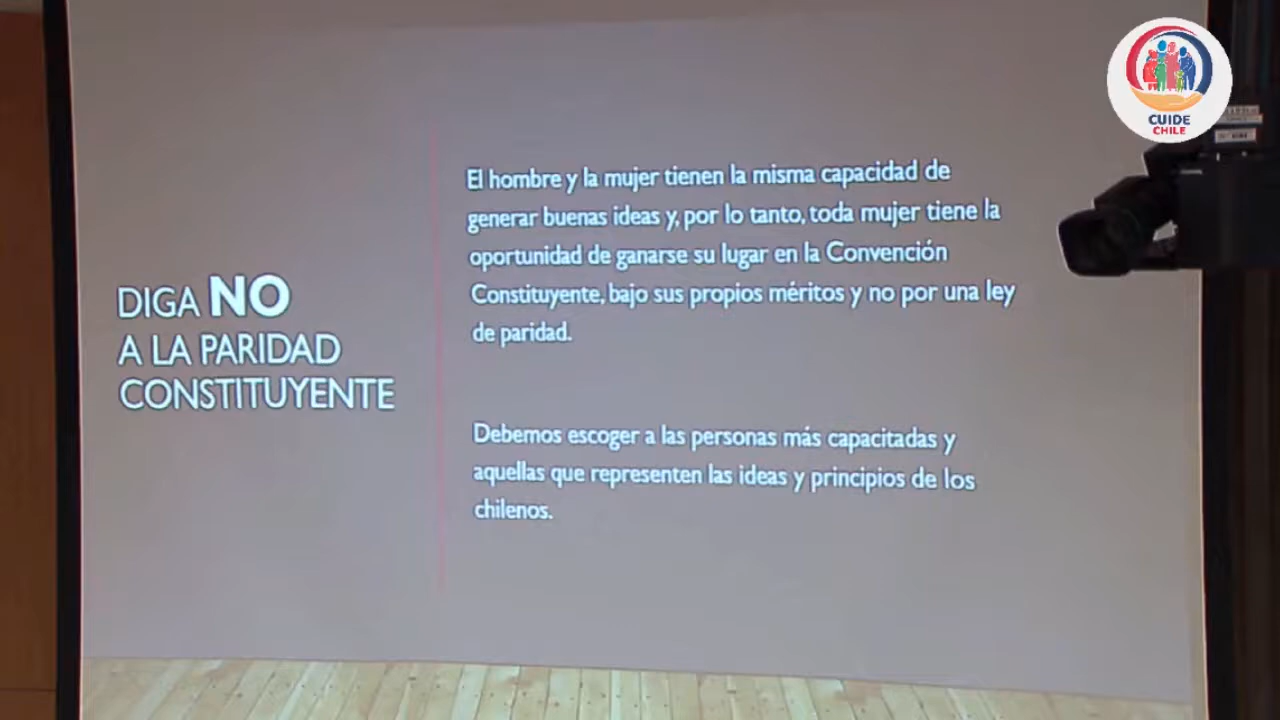 CUIDE
CHILE
DIGA NO
A LA PARIDAD
CONSTITUYENTE
El hombre y la mujer tienen la misma capacidad de
generar buenas ideas y, por lo tanto, toda mujer tiene la
oportunidad de ganarse su lugar en la Convención
Constituyente, bajo sus propios méritos y no por una ley
de paridad.
Debemos escoger a las personas más capacitadas y
aquellas que representen las ideas y principios de los
chilenos.